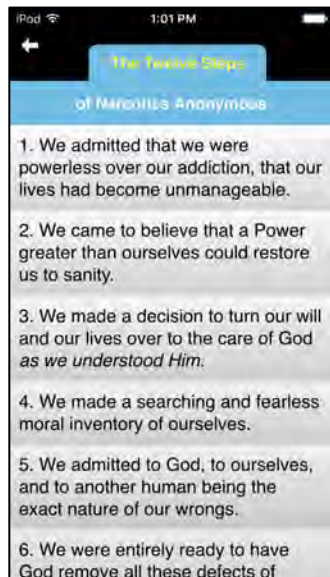 iPod 1:01 PM
The Twelve Steps
of Narcotics Anonymous
1. We admitted that we were
powerless over our addiction, that our
lives had become unmanageable.
2. We came to believe that a Power
greater than ourselves could restore
us to sanity.
3. We made a decision to turn our will
and our lives over to the care of God
as we understood Him.
4. We made a searching and fearless
moral inventory of ourselves.
5. We admitted to God, to ourselves,
and to another human being the
exact nature of our wrongs.
6. We were entirely ready to have
God remove all these defects of